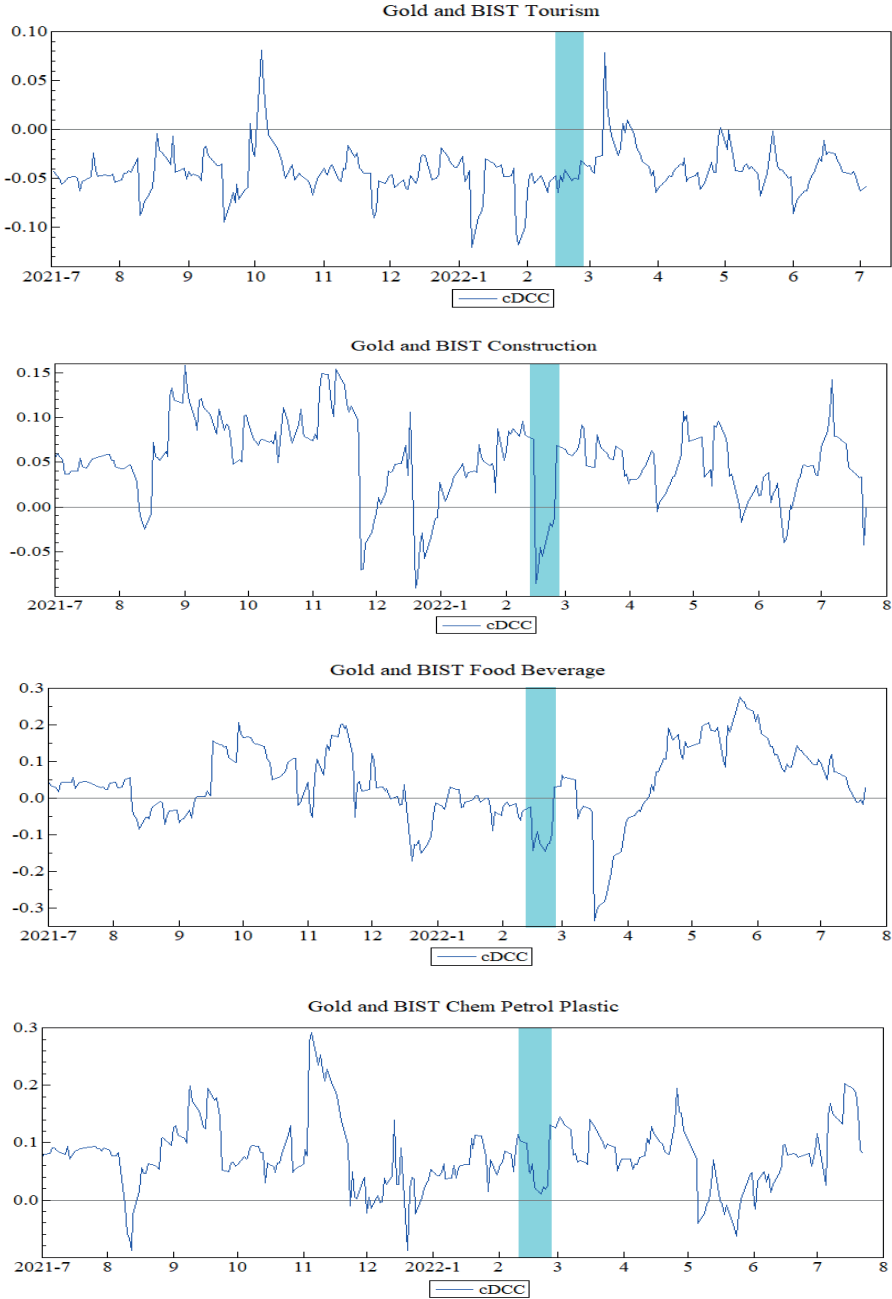 Gold and BIST Tourism
0.10
0.05
0.00
-0.05
-0.10
2021-7 8 9 10 11 12 2022-1 2 3 4 5 6 7
cDCC
Gold and BIST Construction
0.15
0.10
0.05
0.00
-0.05
2021-7 8 9 10 11 12 2022-1 2 3 4 5 6 7 8
cDCC
Gold and BIST Food Beverage
0.3
0.2
0.1
0.0
-0.1
-0.2
-0.3
2021-7 8 9 10 11 12 2022-1 2 3 4 5 6 7 8
cDCC
Gold and BIST Chem Petrol Plastic
0.3
0.2
0.1
0.0
2021-7 8 9 10 11 12 2022-1 2 3 4 5 6 7 8
cDCC